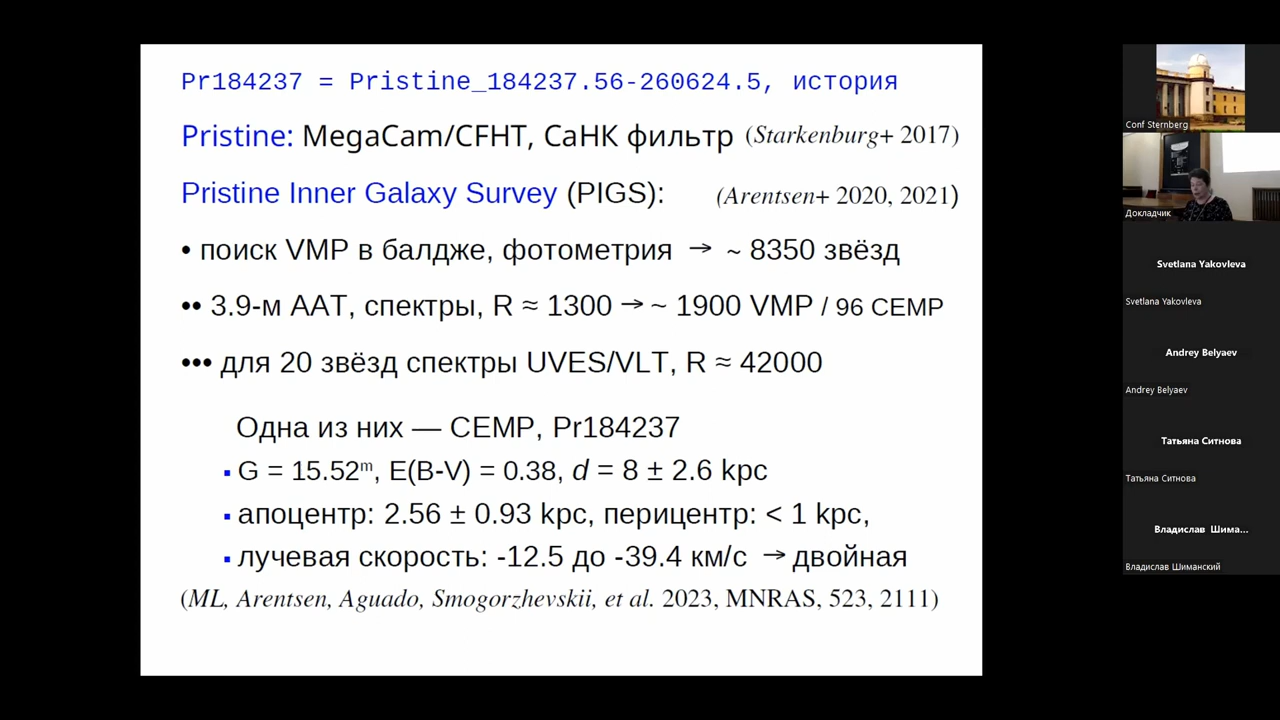 Pr184237 = Pristine_184237.56-260624.5, история
Pristine: MegaCam/CFHT, CaHK фильтр (Starkenburg+ 2017)
Pristine Inner Galaxy Survey (PIGS): (Arentsen+ 2020, 2021)
• поиск VMP в балдже, фотометрия → ~ 8350 звёзд
•• 3.9-м AAT, спектры, R ≈ 1300 → ~ 1900 VMP / 96 CEMP
••• для 20 звёзд спектры UVES/VLT, R ≈ 42000
Одна из них — CEMP, Pr184237
▪ G = 15.52ᵐ, E(B-V) = 0.38, d = 8 ± 2.6 kpc
▪ апоцентр: 2.56 ± 0.93 kpc, перицентр: < 1 kpc,
▪ лучевая скорость: -12.5 до -39.4 км/с → двойная
(ML, Arentsen, Aguado, Smogorzhevskii, et al. 2023, MNRAS, 523, 2111)
Conf Sternberg
Докладчик
Svetlana Yakovleva
Svetlana Yakovleva
Andrey Belyaev
Andrey Belyaev
Татьяна Ситнова
Татьяна Ситнова
Владислав Шима...
Владислав Шиманский